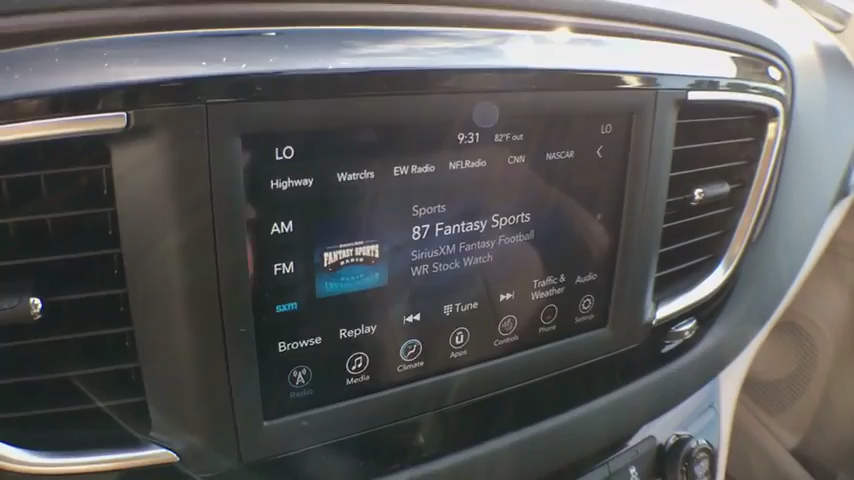 9:31 82°F out
LO LO
Highway Watrclrs EW Radio NFLRadio CNN NASCAR
AM
FM
sxm
FANTASY SPORTS
RADIO
Sports
87 Fantasy Sports
SiriusXM Fantasy Football
WR Stock Watch
Browse Replay Tune Traffic & Weather Audio
Radio Media Climate Apps Controls Phone Settings